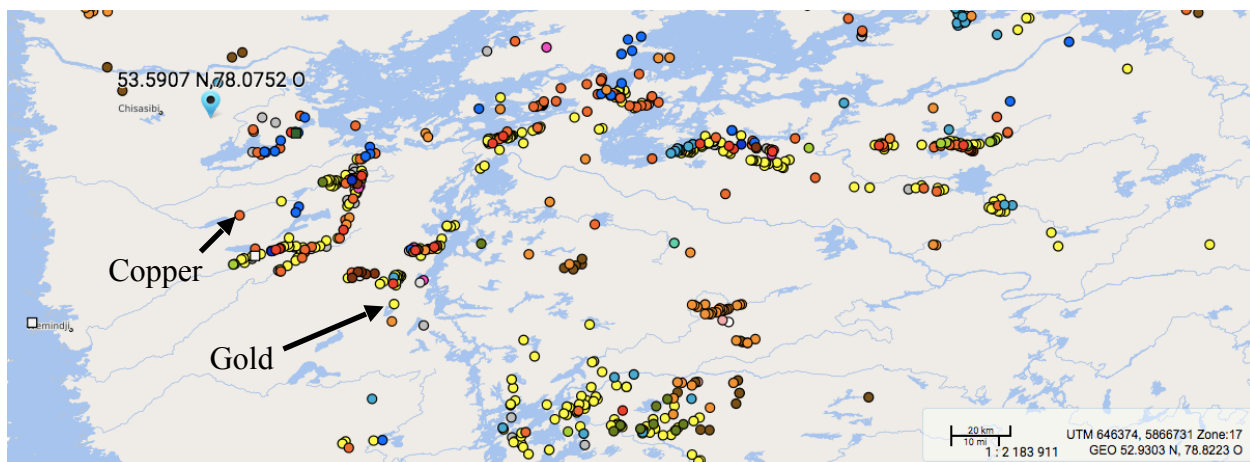 53.5907 N,78.0752 O
Chisasibi
Copper
Wemindji
Gold
20 km
10 mi
1 : 2 183 911
UTM 646374, 5866731 Zone:17
GEO 52.9303 N, 78.8223 O